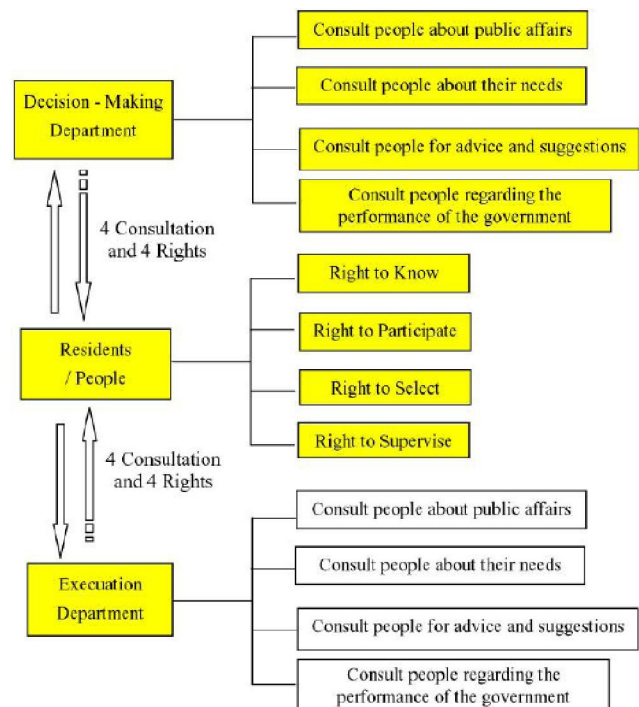 Consult people about public affairs
Decision - Making
Department
Consult people about their needs
Consult people for advice and suggestions
Consult people regarding the
performance of the government
4 Consultation
and 4 Rights
Right to Know
Residents
/ People
Right to Participate
Right to Select
Right to Supervise
4 Consultation
and 4 Rights
Consult people about public affairs
Execuation
Department
Consult people about their needs
Consult people for advice and suggestions
Consult people regarding the
performance of the government